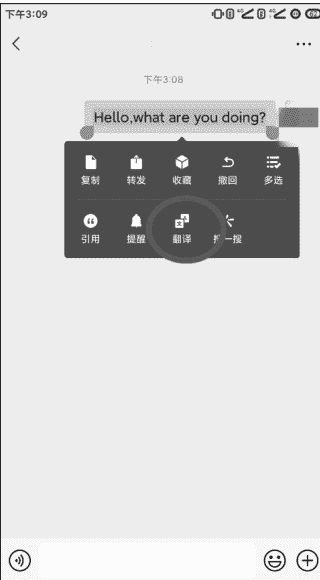 下午3:09
下午3:08
Hello,what are you doing?
复制 转发 收藏 撤回 多选
引用 提醒 翻译 搜一搜